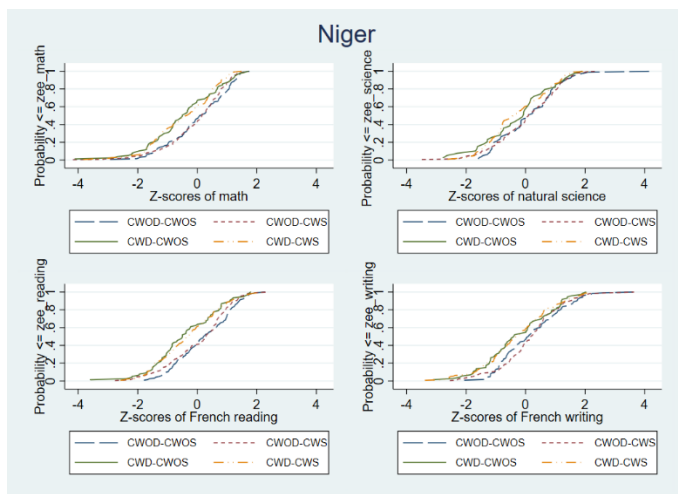 Niger
Probability <= zee_math
0 .2 .4 .6 .8 1
-4 -2 0 2 4
Z-scores of math
CWOD-CWOS CWOD-CWS
CWD-CWOS CWD-CWS
Probability <= zee_science
0 .2 .4 .6 .8 1
-4 -2 0 2 4
Z-scores of natural science
CWOD-CWOS CWOD-CWS
CWD-CWOS CWD-CWS
Probability <= zee_reading
0 .2 .4 .6 .8 1
-4 -2 0 2 4
Z-scores of French reading
CWOD-CWOS CWOD-CWS
CWD-CWOS CWD-CWS
Probability <= zee_writing
0 .2 .4 .6 .8 1
-4 -2 0 2 4
Z-scores of French writing
CWOD-CWOS CWOD-CWS
CWD-CWOS CWD-CWS